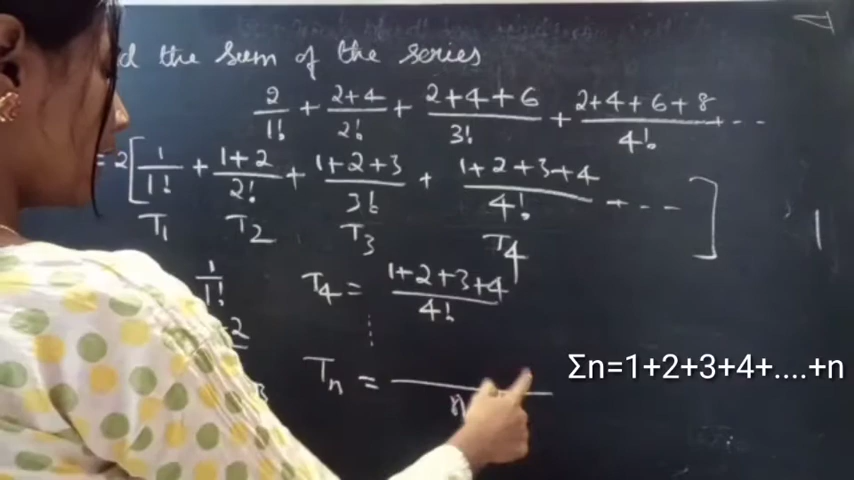 d the sum of the series
2/1! + 2+4/2! + 2+4+6/3! + 2+4+6+8/4! + ...
= 2[1/1! + 1+2/2! + 1+2+3/3! + 1+2+3+4/4! + ...]
T1 T2 T3 T4
1/1! T4 = 1+2+3+4/4!
2
Tn =
Σn=1+2+3+4+....+n